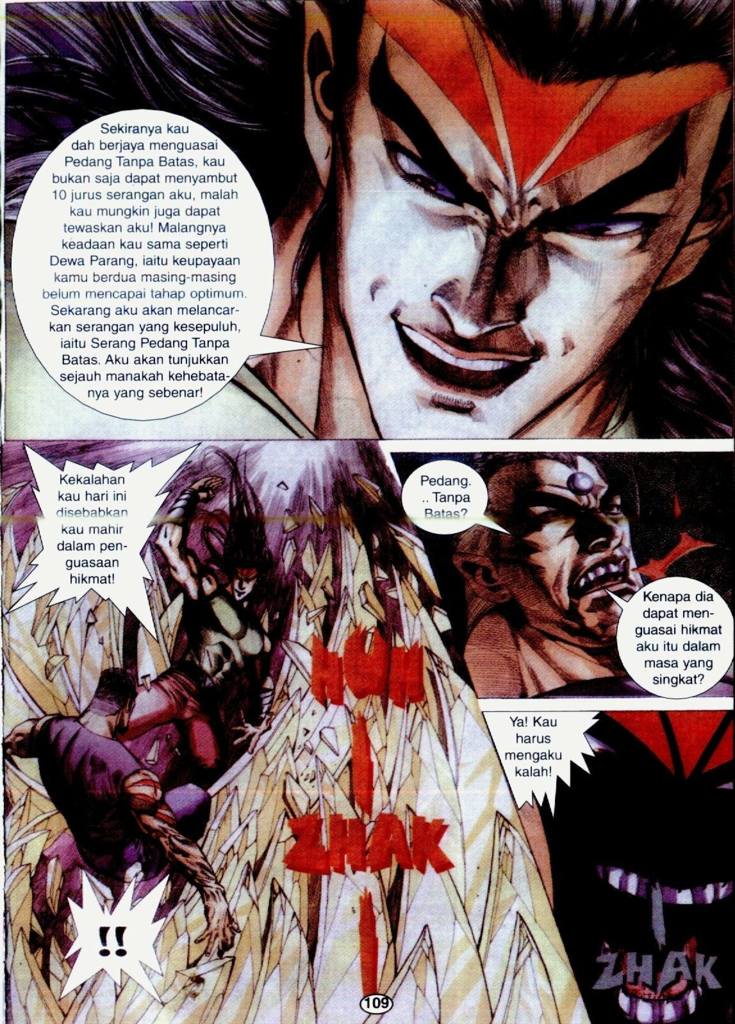 Sekiranya kau
dah berjaya menguasai
Pedang Tanpa Batas, kau
bukan saja dapat menyambut
10 jurus serangan aku, malah
kau mungkin juga dapat
tewaskan aku! Malangnya
keadaan kau sama seperti
Dewa Parang, iaitu keupayaan
kamu berdua masing-masing
belum mencapai tahap optimum.
Sekarang aku akan melancar-
kan serangan yang kesepuluh,
iaitu Serang Pedang Tanpa
Batas. Aku akan tunjukkan
sejauh manakah kehebata-
nya yang sebenar!
Kekalahan
kau hari ini
disebabkan
kau mahir
dalam pen-
guasaan
hikmat!
Pedang.
.. Tanpa
Batas?
Kenapa dia
dapat men-
guasai hikmat
aku itu dalam
masa yang
singkat?
HUH
!
ZHAK
!
!!
Ya! Kau
harus
mengaku
kalah!
!
ZHAK
109